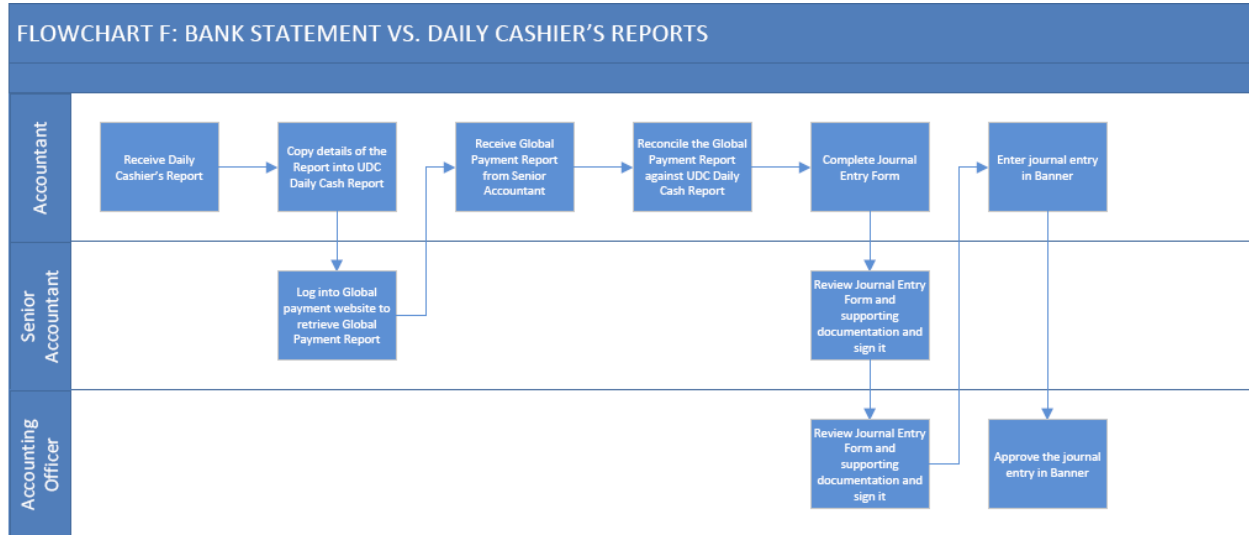 FLOWCHART F: BANK STATEMENT VS. DAILY CASHIER'S REPORTS
Accountant
Receive Daily
Cashier's Report
Copy details of the
Report into UDC
Daily Cash Report
Receive Global
Payment Report
from Senior
Accountant
Reconcile the Global
Payment Report
against UDC Daily
Cash Report
Complete Journal
Entry Form
Enter journal entry
in Banner
Senior
Accountant
Log into Global
payment website to
retrieve Global
Payment Report
Review Journal Entry
Form and
supporting
documentation and
sign it
Accounting
Officer
Review Journal Entry
Form and
supporting
documentation and
sign it
Approve the journal
entry in Banner